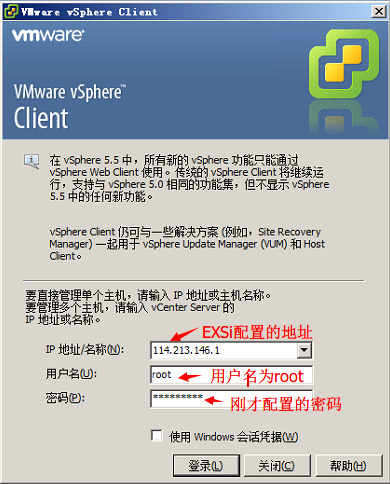 VMware vSphere Client
vmware
VMware vSphere™
Client
在 vSphere 5.5 中，所有新的 vSphere 功能只能通过
vSphere Web Client 使用。传统的 vSphere Client 将继续运
行，支持与 vSphere 5.0 相同的功能集，但不显示 vSphere
5.5 中的任何新功能。
vSphere Client 仍可与一些解决方案 (例如，Site Recovery
Manager) 一起用于 vSphere Update Manager (VUM) 和 Host
Client。
要直接管理单个主机，请输入 IP 地址或主机名称。
要管理多个主机，请输入 vCenter Server 的
IP 地址或名称。
EXSi配置的地址
IP 地址/名称(N): 114.213.146.1
用户名(U): root 用户名为root
密码(P): ********* 刚才配置的密码
使用 Windows 会话凭据(W)
登录(L) 关闭(C) 帮助(H)